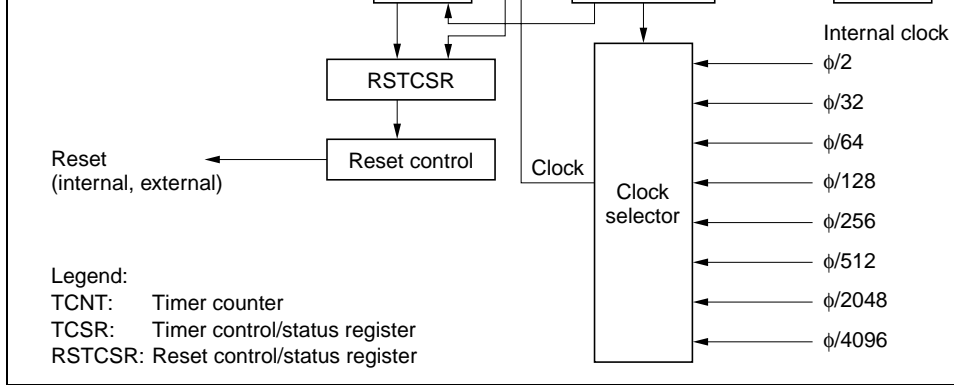 Internal clock
φ/2
RSTCSR
φ/32
φ/64
Reset control
Reset
(internal, external)
Clock
φ/128
Clock
selector
φ/256
φ/512
φ/2048
φ/4096
Legend:
TCNT: Timer counter
TCSR: Timer control/status register
RSTCSR: Reset control/status register